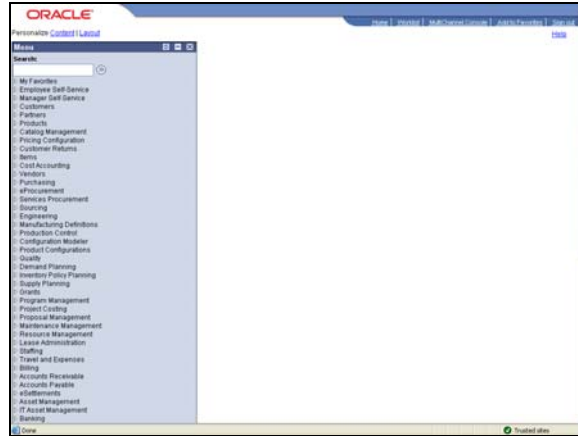 ORACLE
Home | Worklist | MultiChannel Console | Add to Favorites | Sign out
Personalize Content | Layout
Help
Menu
Search:
My Favorites
Employee Self-Service
Manager Self-Service
Customers
Partners
Products
Catalog Management
Pricing Configuration
Customer Returns
Items
Cost Accounting
Vendors
Purchasing
eProcurement
Services Procurement
Sourcing
Engineering
Manufacturing Definitions
Production Control
Configuration Modeler
Product Configurations
Quality
Demand Planning
Inventory Policy Planning
Supply Planning
Grants
Program Management
Project Costing
Proposal Management
Maintenance Management
Resource Management
Lease Administration
Staffing
Travel and Expenses
Billing
Accounts Receivable
Accounts Payable
eSettlements
Asset Management
IT Asset Management
Banking
Done
Trusted sites